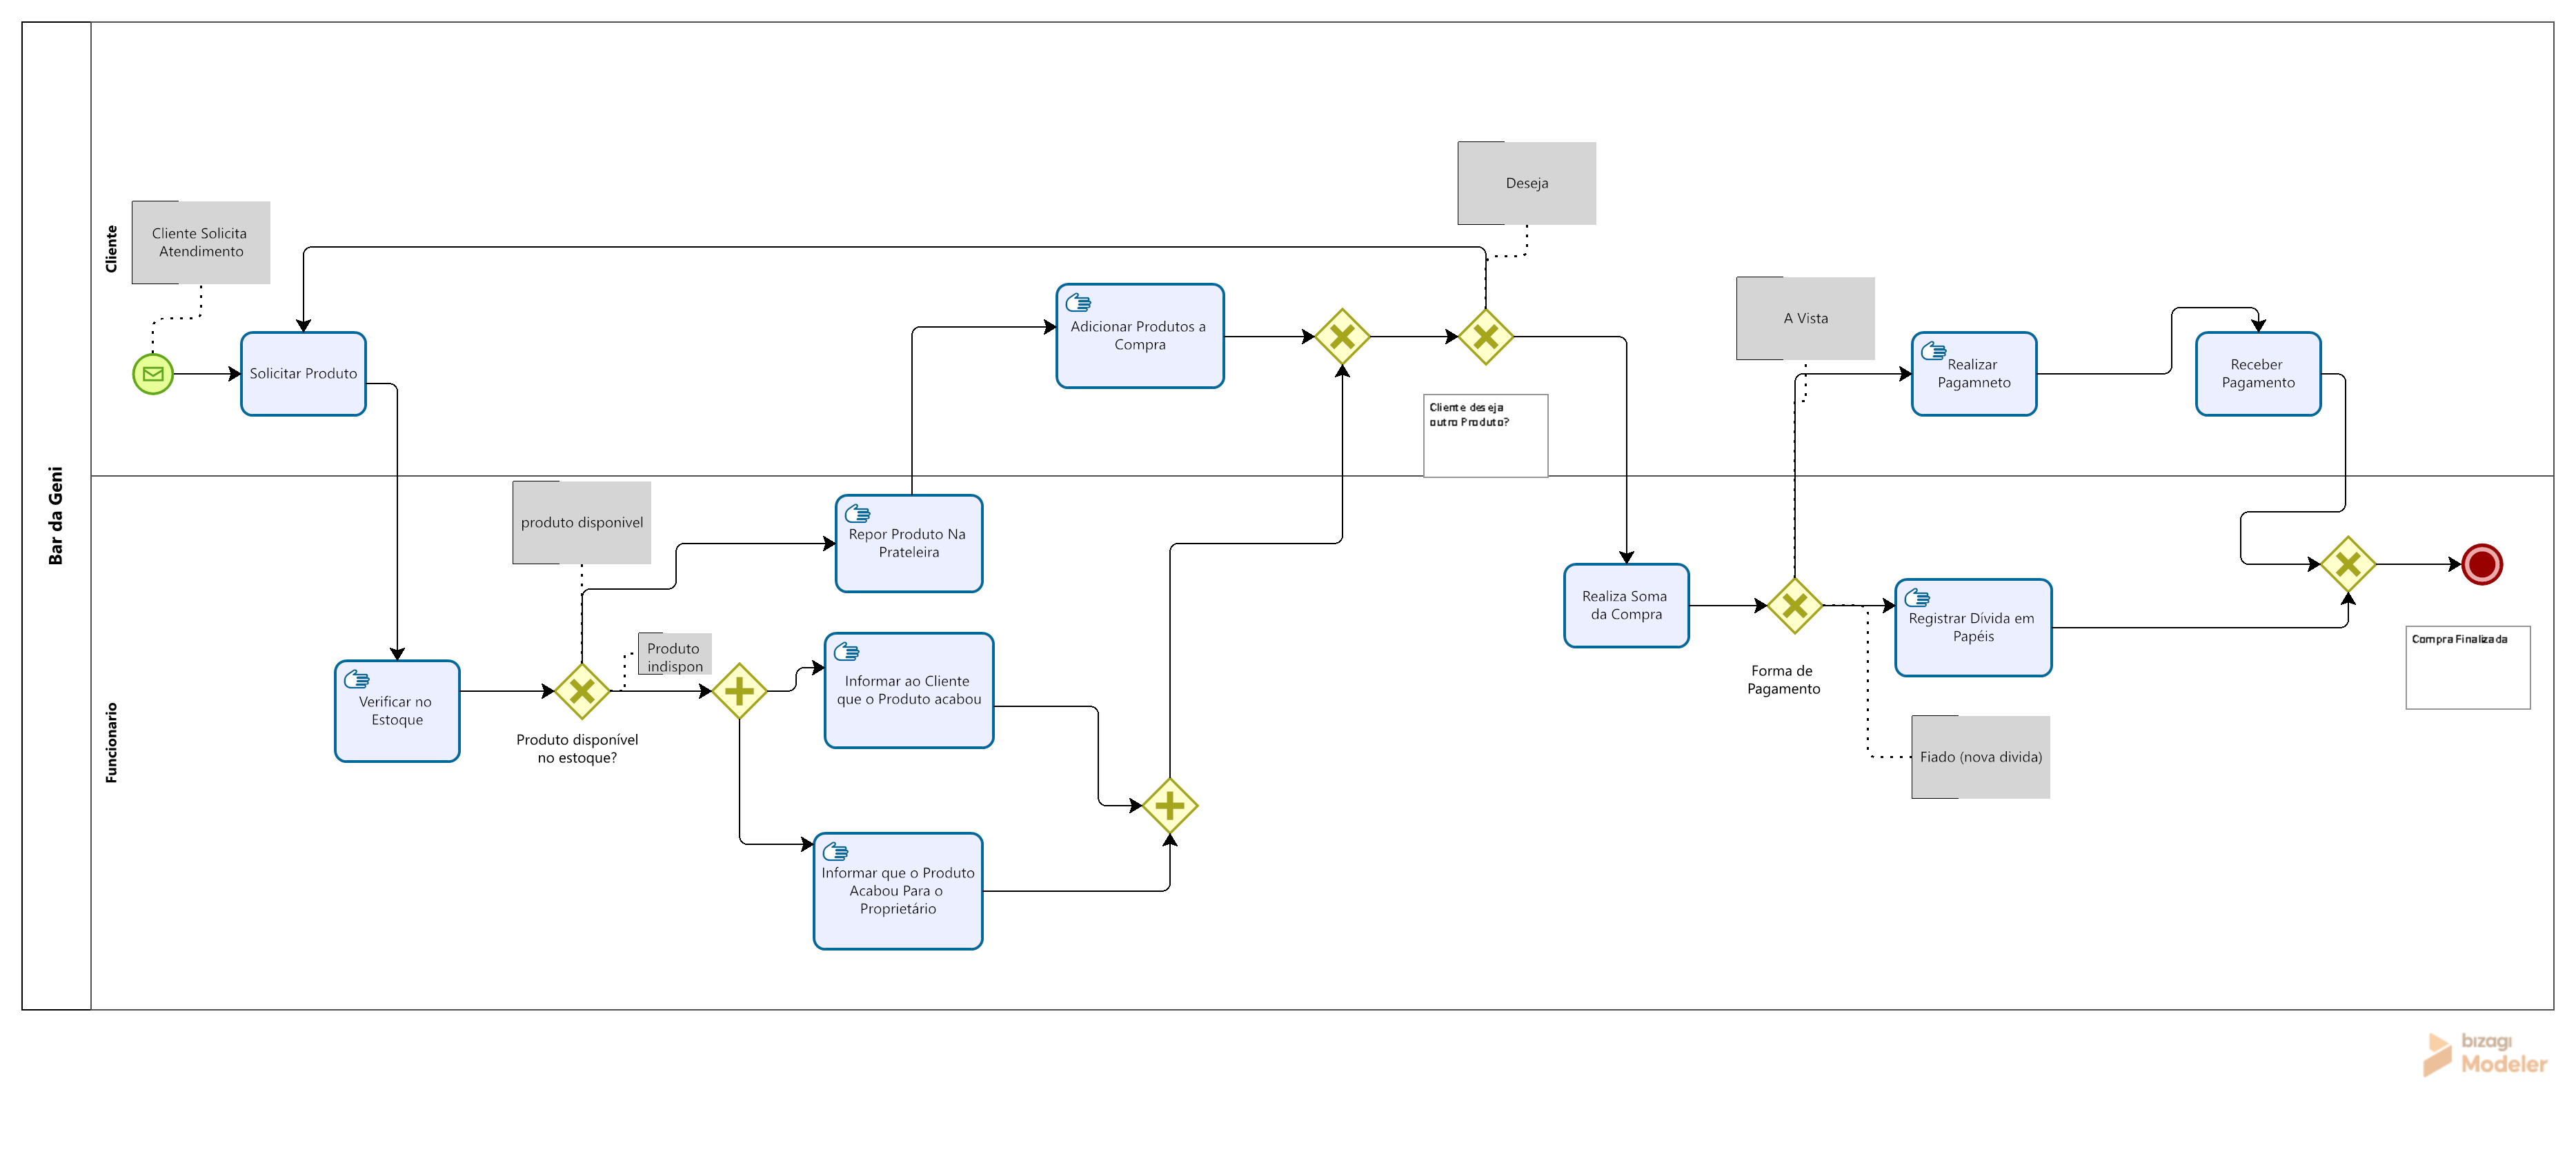 Bar da Geni
Cliente
Cliente Solicita
Atendimento
Solicitar Produto
Adicionar Produtos a
Compra
Deseja
Cliente deseja
outro Produto?
A Vista
Realizar
Pagamneto
Receber
Pagamento
Funcionario
Verificar no
Estoque
produto disponivel
Produto disponível
no estoque?
Produto
indispon
Repor Produto Na
Prateleira
Informar ao Cliente
que o Produto acabou
Informar que o Produto
Acabou Para o
Proprietário
Realiza Soma
da Compra
Forma de
Pagamento
Registrar Dívida em
Papéis
Fiado (nova divida)
Compra Finalizada
bizagi
Modeler